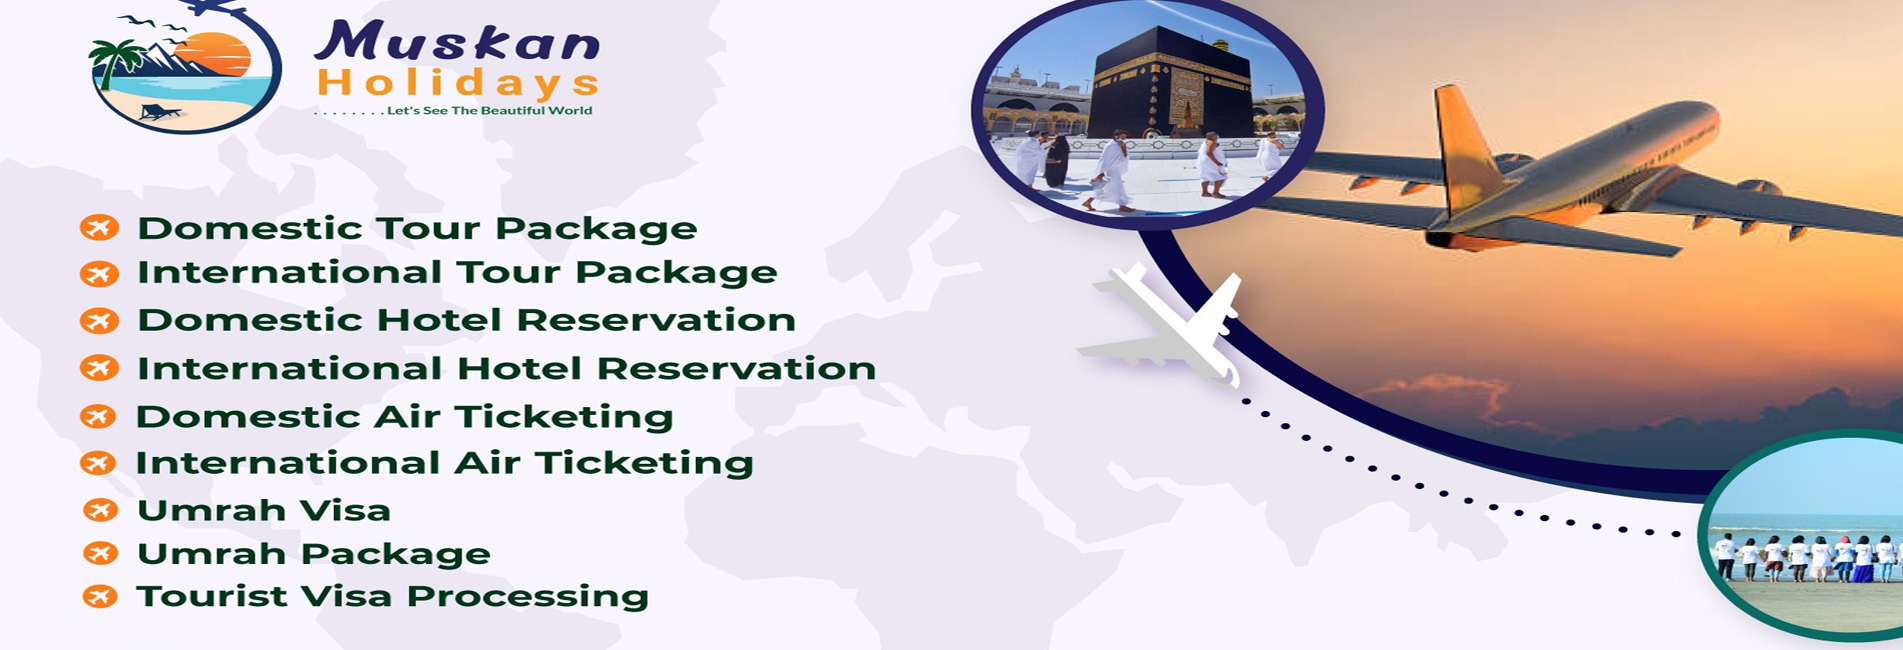 Muskan
Holidays
........Let's See The Beautiful World
Domestic Tour Package
International Tour Package
Domestic Hotel Reservation
International Hotel Reservation
Domestic Air Ticketing
International Air Ticketing
Umrah Visa
Umrah Package
Tourist Visa Processing